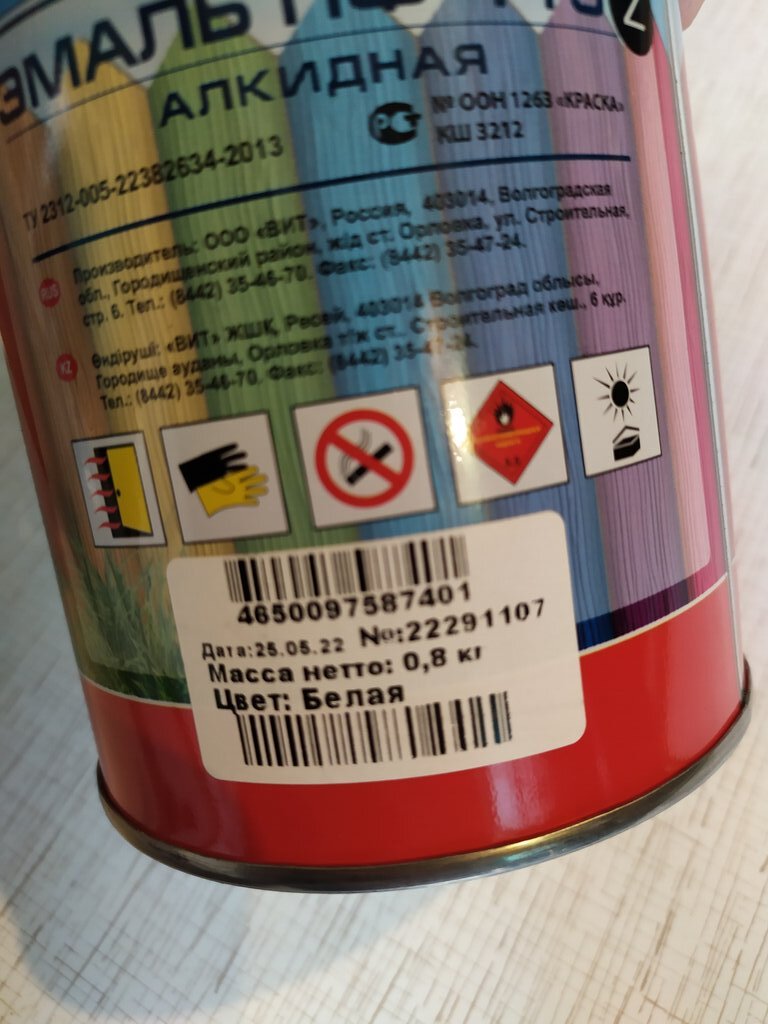 ЭМАЛЬ
АЛКИДНАЯ
РСТ
№ ООН 1263 «КРАСКА»
КШ 3212
ТУ 2312-005-22382634-2013
RUS
Производитель: ООО «ВИТ», Россия, 403014, Волгоградская
обл., Городищенский район, ж/д ст. Орловка, ул. Строительная,
стр. 6. Тел.: (8442) 35-46-70. Факс: (8442) 35-47-24.
KZ
Өндіруші: «ВИТ» ЖШҚ, Ресей, 403014 Волгоград облысы,
Городище ауданы, Орловка т/ж ст., Строительная көш., 6 құр.
Тел.: (8442) 35-46-70. Факс: (8442) 35-47-24.
4650097587401
Дата:25.05.22 №:22291107
Масса нетто: 0,8 кг
Цвет: Белая